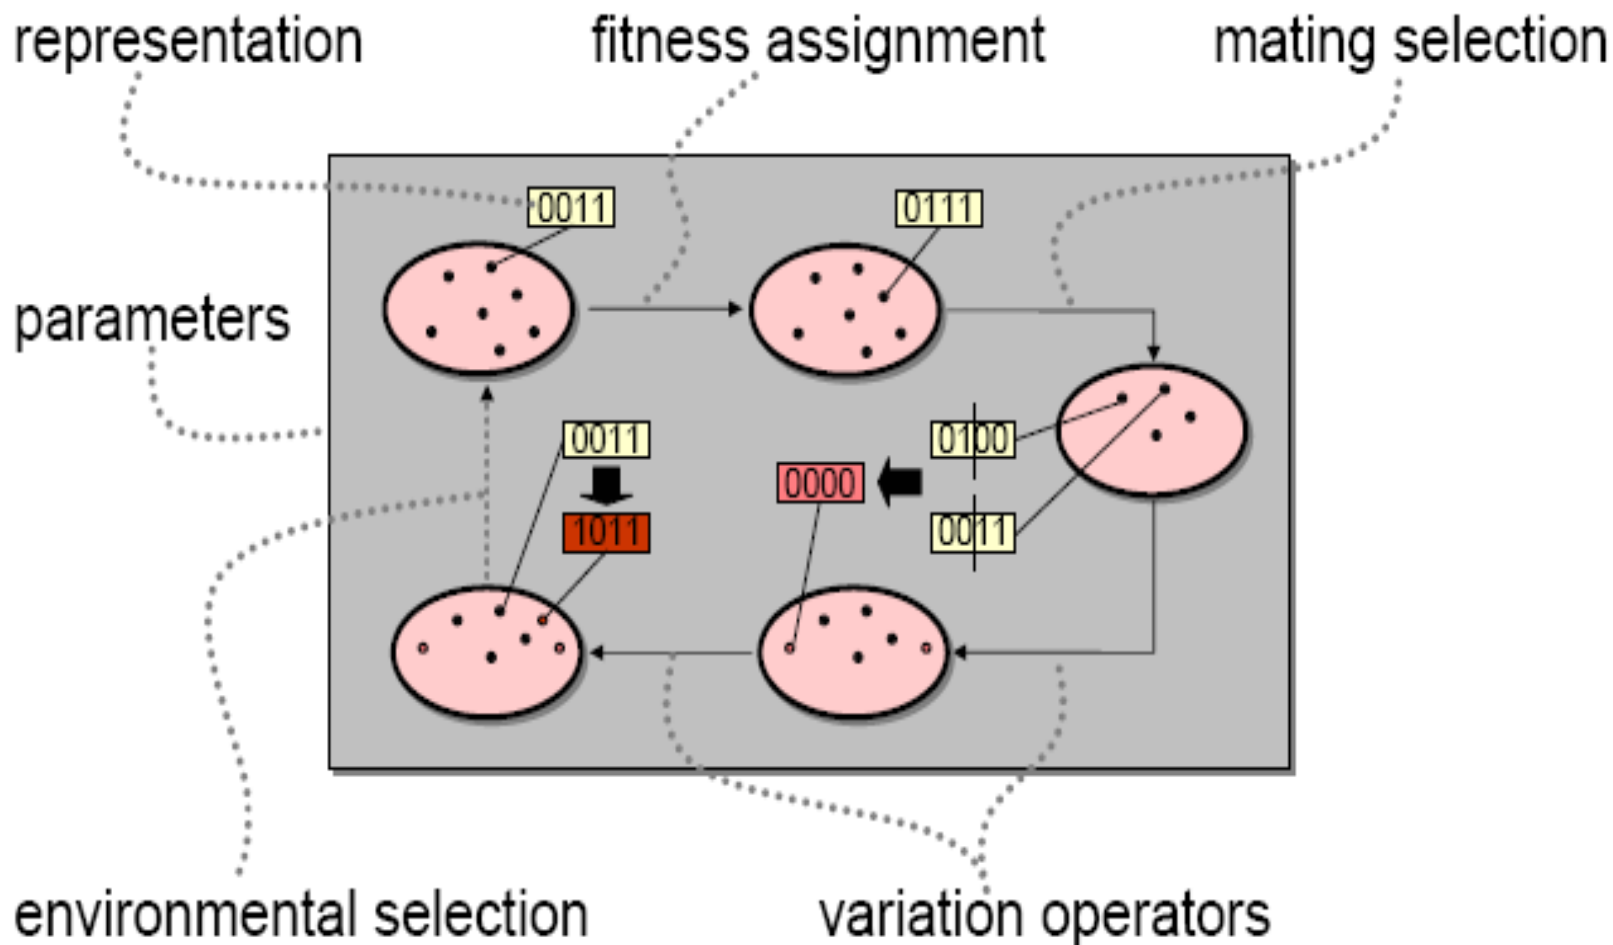 representation
fitness assignment
mating selection
0011
0111
parameters
0011
0100
0000
1011
0011
environmental selection
variation operators